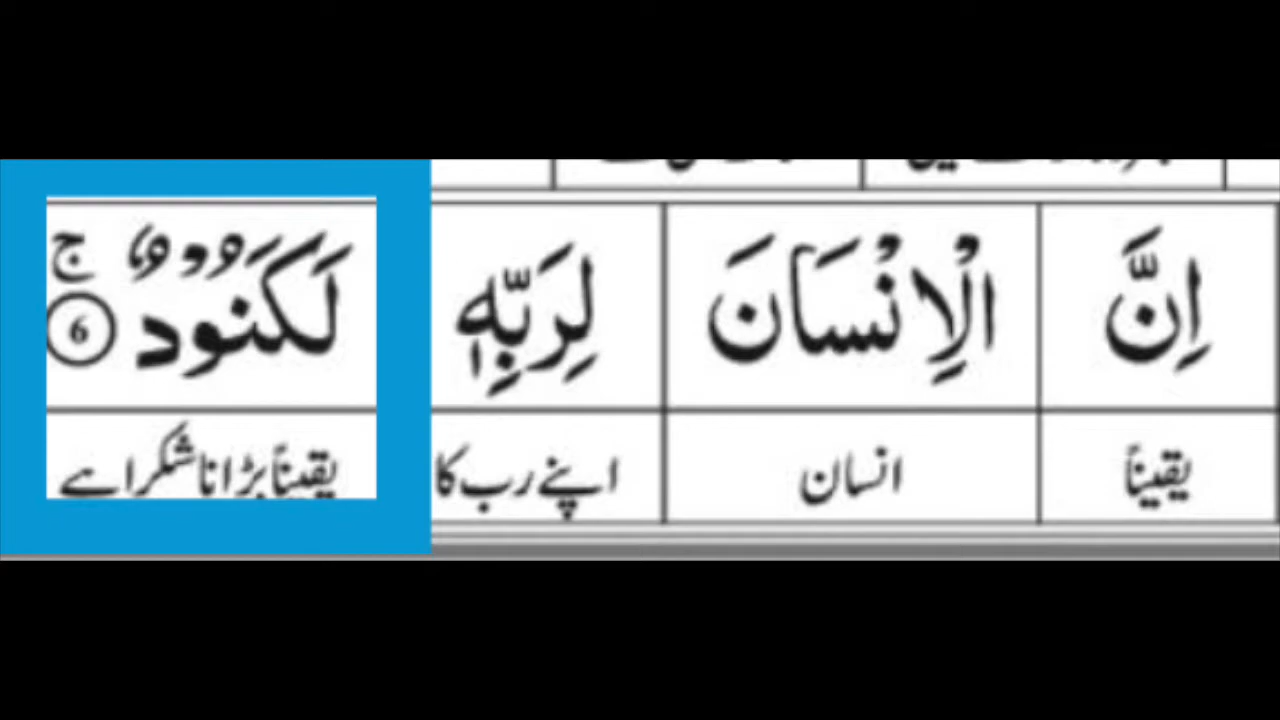 اِنَّ الْاِنْسَانَ لِرَبِّهٖ لَكَنُوْدٌ ۚ 6
یقیناً انسان اپنے رب کا یقیناً بڑا ناشکرا ہے